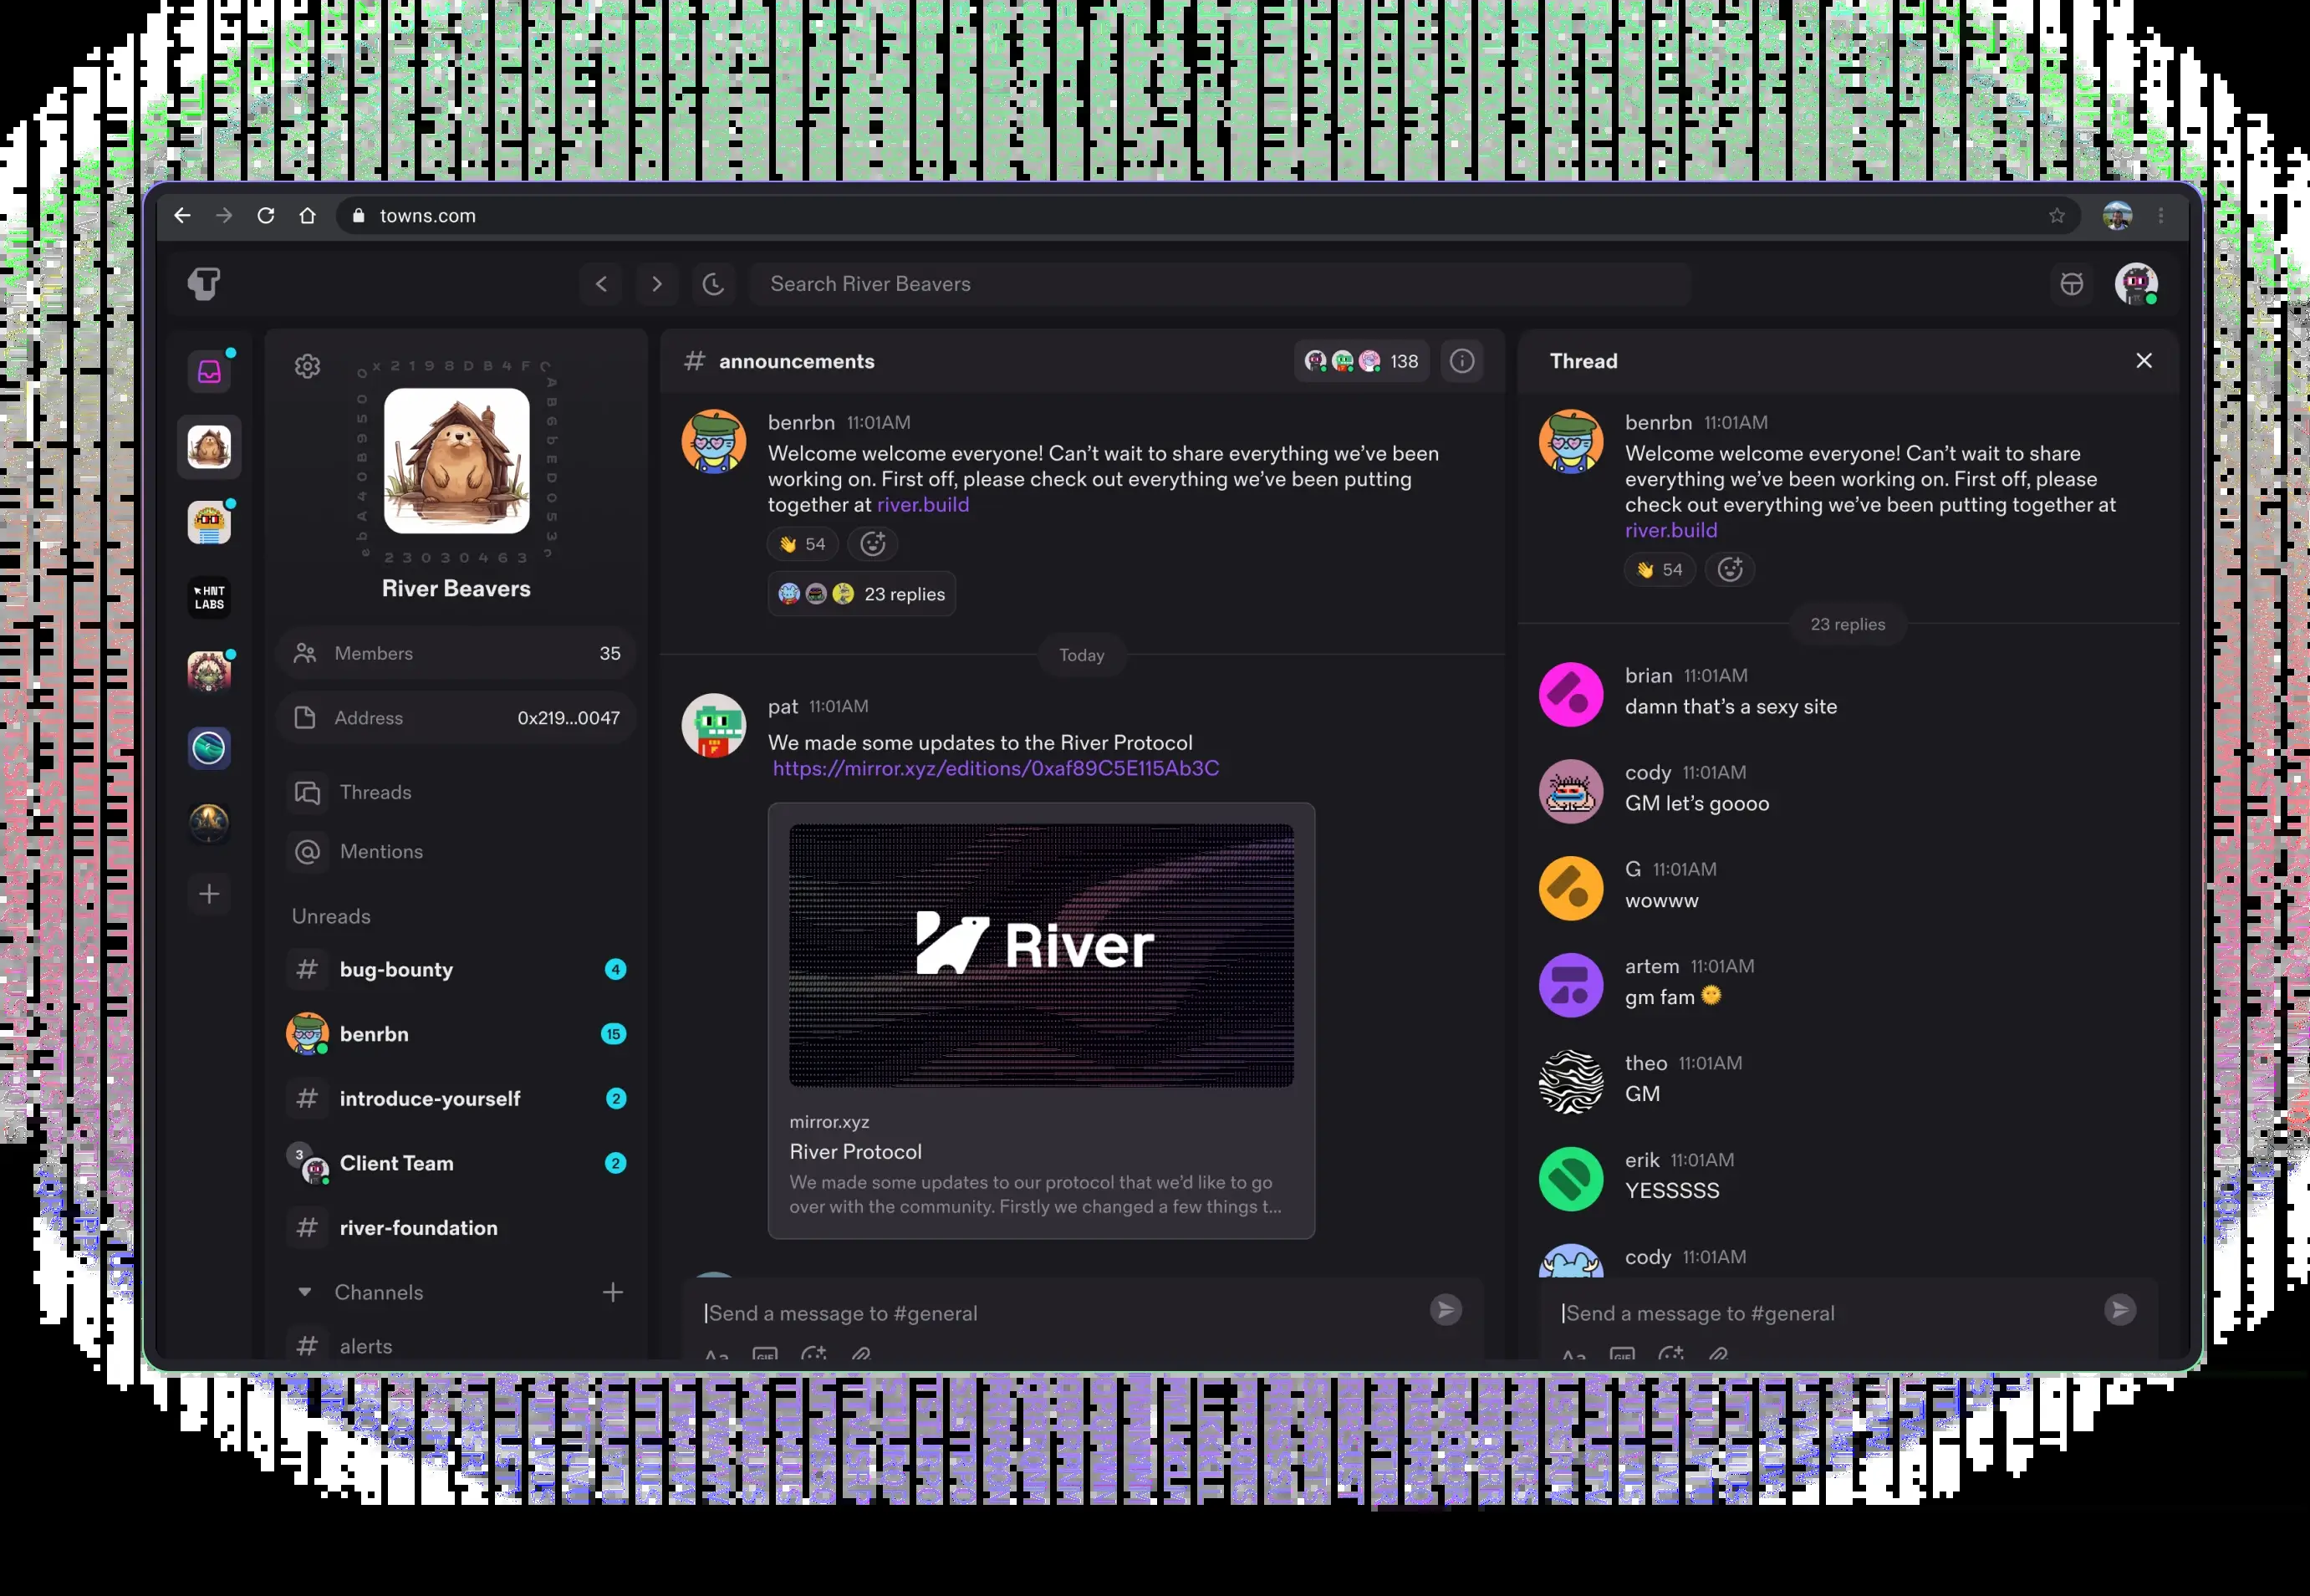 towns.com
Search River Beavers
HNT
LABS
River Beavers
Members 35
Address 0x219...0047
Threads
Mentions
Unreads
# bug-bounty 4
benrbn 15
# introduce-yourself 2
3 Client Team 2
# river-foundation
Channels
# alerts
# announcements 138
benrbn 11:01AM
Welcome welcome everyone! Can’t wait to share everything we’ve been
working on. First off, please check out everything we’ve been putting
together at river.build
👋 54
23 replies
Today
pat 11:01AM
We made some updates to the River Protocol
https://mirror.xyz/editions/0xaf89C5E115Ab3C
River
mirror.xyz
River Protocol
We made some updates to our protocol that we’d like to go
over with the community. Firstly we changed a few things t...
Send a message to #general
Aa GIF
Thread
benrbn 11:01AM
Welcome welcome everyone! Can’t wait to share
everything we’ve been working on. First off, please
check out everything we’ve been putting together at
river.build
👋 54
23 replies
brian 11:01AM
damn that’s a sexy site
cody 11:01AM
GM let’s goooo
G 11:01AM
wowww
artem 11:01AM
gm fam 🌞
theo 11:01AM
GM
erik 11:01AM
YESSSSS
cody 11:01AM
Send a message to #general
Aa GIF